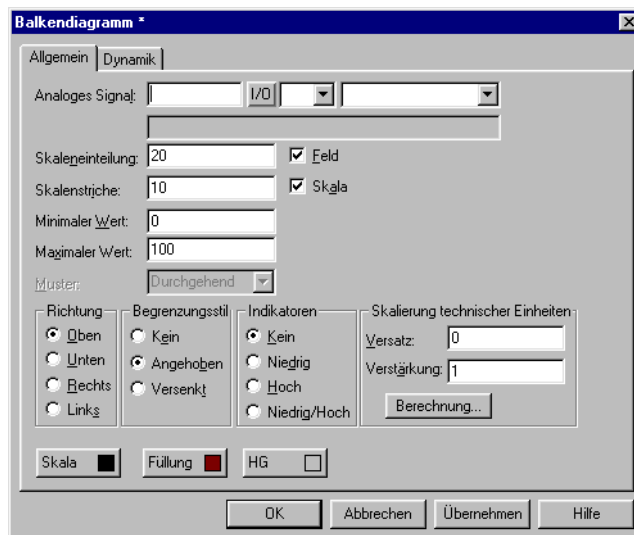 Balkendiagramm *
Allgemein Dynamik
Analoges Signal: I/O
Skaleneinteilung: 20 Feld
Skalenstriche: 10 Skala
Minimaler Wert: 0
Maximaler Wert: 100
Muster: Durchgehend
Richtung Begrenzungsstil Indikatoren Skalierung technischer Einheiten
Oben Kein Kein Versatz: 0
Unten Angehoben Niedrig Verstärkung: 1
Rechts Versenkt Hoch Berechnung...
Links Niedrig/Hoch
Skala Füllung HG
OK Abbrechen Übernehmen Hilfe